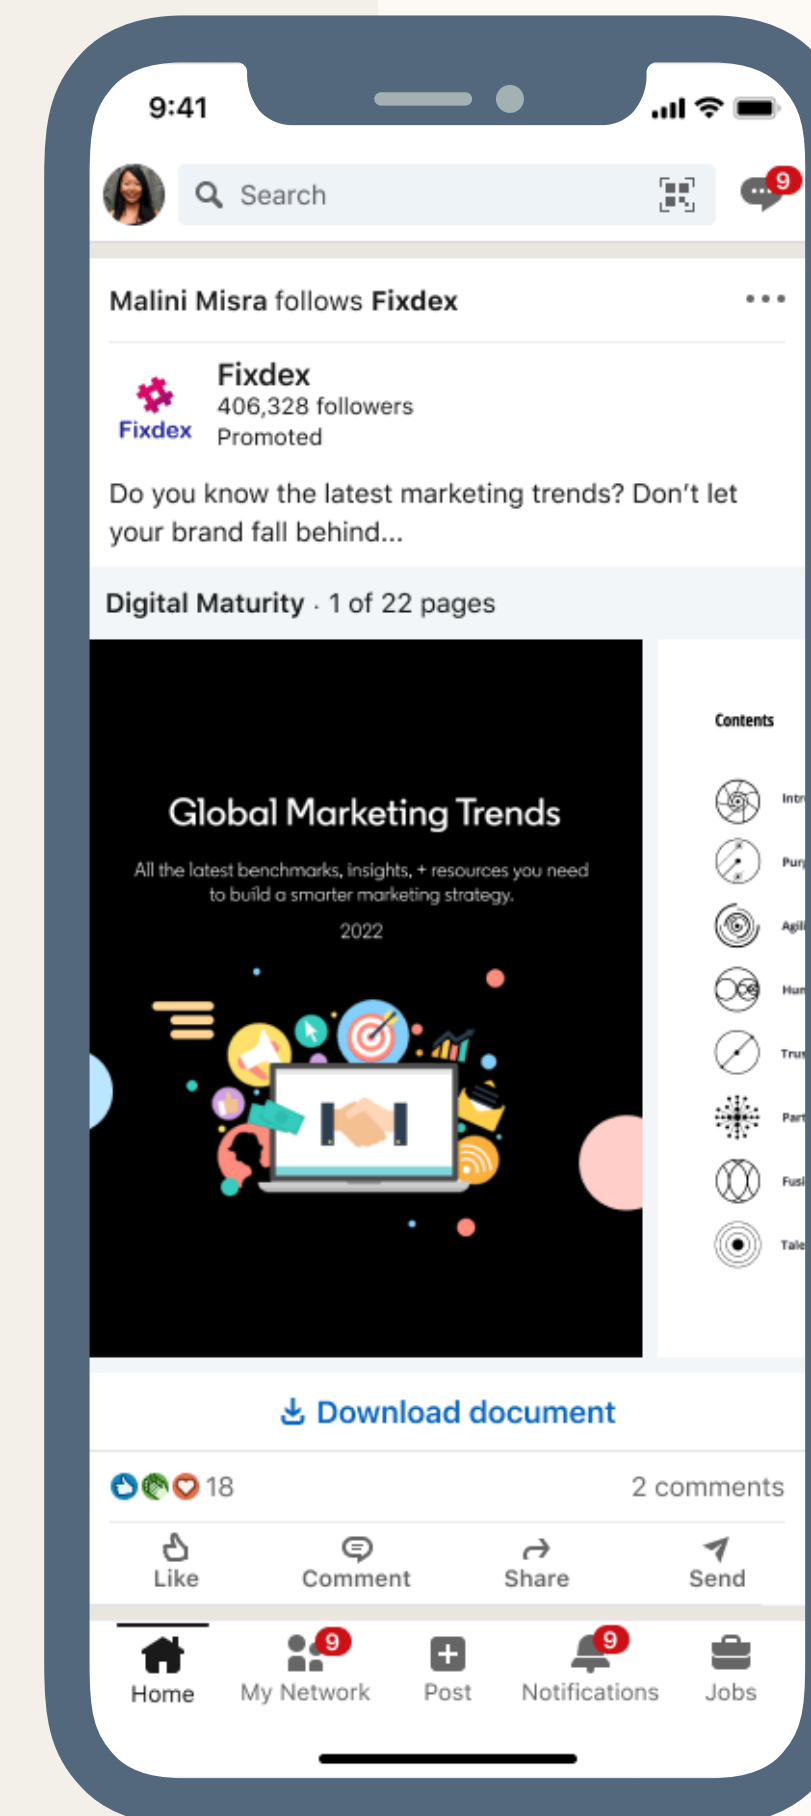 9:41
Search
9
Malini Misra follows Fixdex
Fixdex
Fixdex
406,328 followers
Promoted
Do you know the latest marketing trends? Don’t let
your brand fall behind...
Digital Maturity · 1 of 22 pages
Global Marketing Trends
All the latest benchmarks, insights, + resources you need
to build a smarter marketing strategy.
2022
Contents
Download document
18
2 comments
Like
Comment
Share
Send
9
9
Home
My Network
Post
Notifications
Jobs